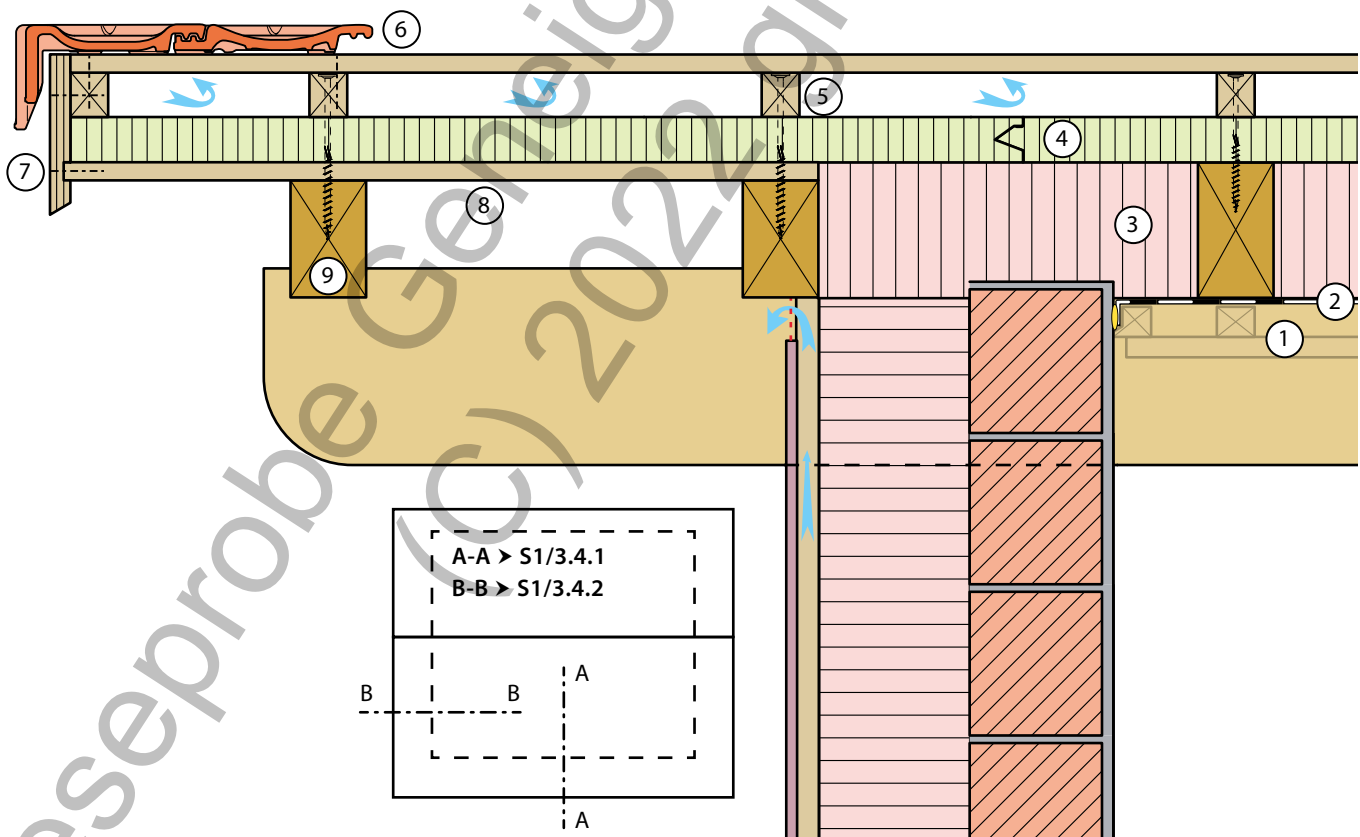 6
5
4
7
8
3
9
2
1
A-A ➤ S1/3.4.1
B-B ➤ S1/3.4.2
A
B B
A
Leseprobe Geneig
(C) 2022